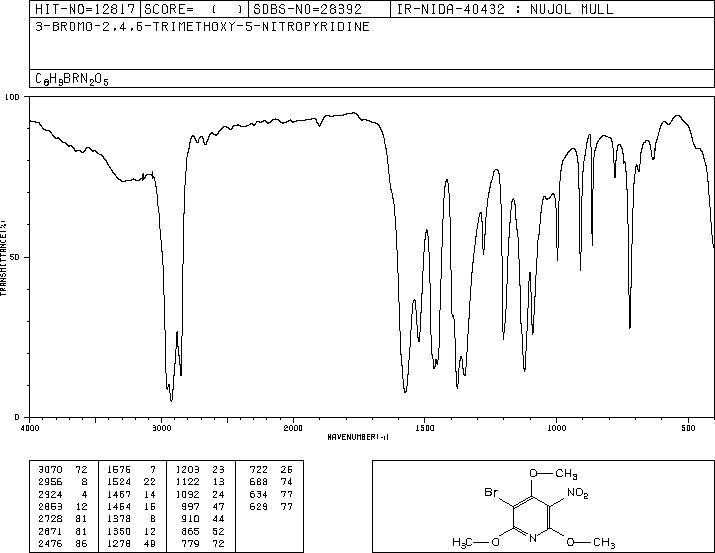 HIT-NO=12817 SCORE= ( ) SDBS-NO=28392 IR-NIDA-40432 : NUJOL MULL
3-BROMO-2,4,6-TRIMETHOXY-5-NITROPYRIDINE
C8H9BRN2O5
100
50
0
TRANSMITTANCE(%)
4000 3000 2000 1500 1000 500
WAVENUMBER(-1)
3070 72 1576 7 1203 23 722 26
2956 8 1524 22 1122 13 688 74
2924 4 1467 14 1092 24 634 77
2853 12 1454 15 997 47 629 77
2728 81 1378 8 910 44
2671 81 1350 12 865 52
2476 86 1278 49 779 72
O CH3
Br NO2
H3C O N O CH3